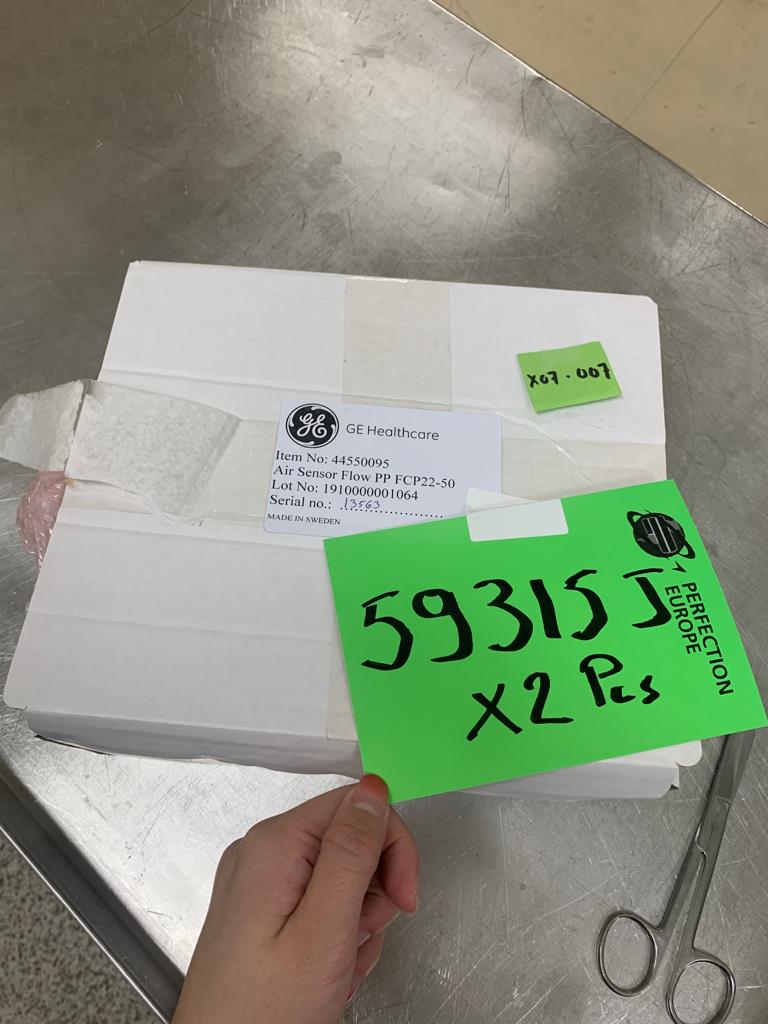 X07.007
GE
GE Healthcare
Item No: 44550095
Air Sensor Flow PP FCP22-50
Lot No: 1910000001064
Serial no.: 13563
MADE IN SWEDEN
59315 J
X2 Pcs
PERFECTION
EUROPE